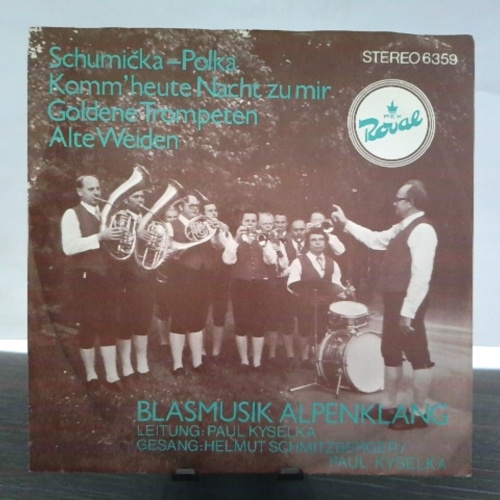 Schumička-Polka
Komm' heute Nacht zu mir
Goldene Trompeten
Alte Weiden
STEREO 6359
PEK
Royal
BLASMUSIK ALPENKLANG
LEITUNG: PAUL KYSELKA
GESANG: HELMUT SCHMITZBERGER/
PAUL KYSELKA